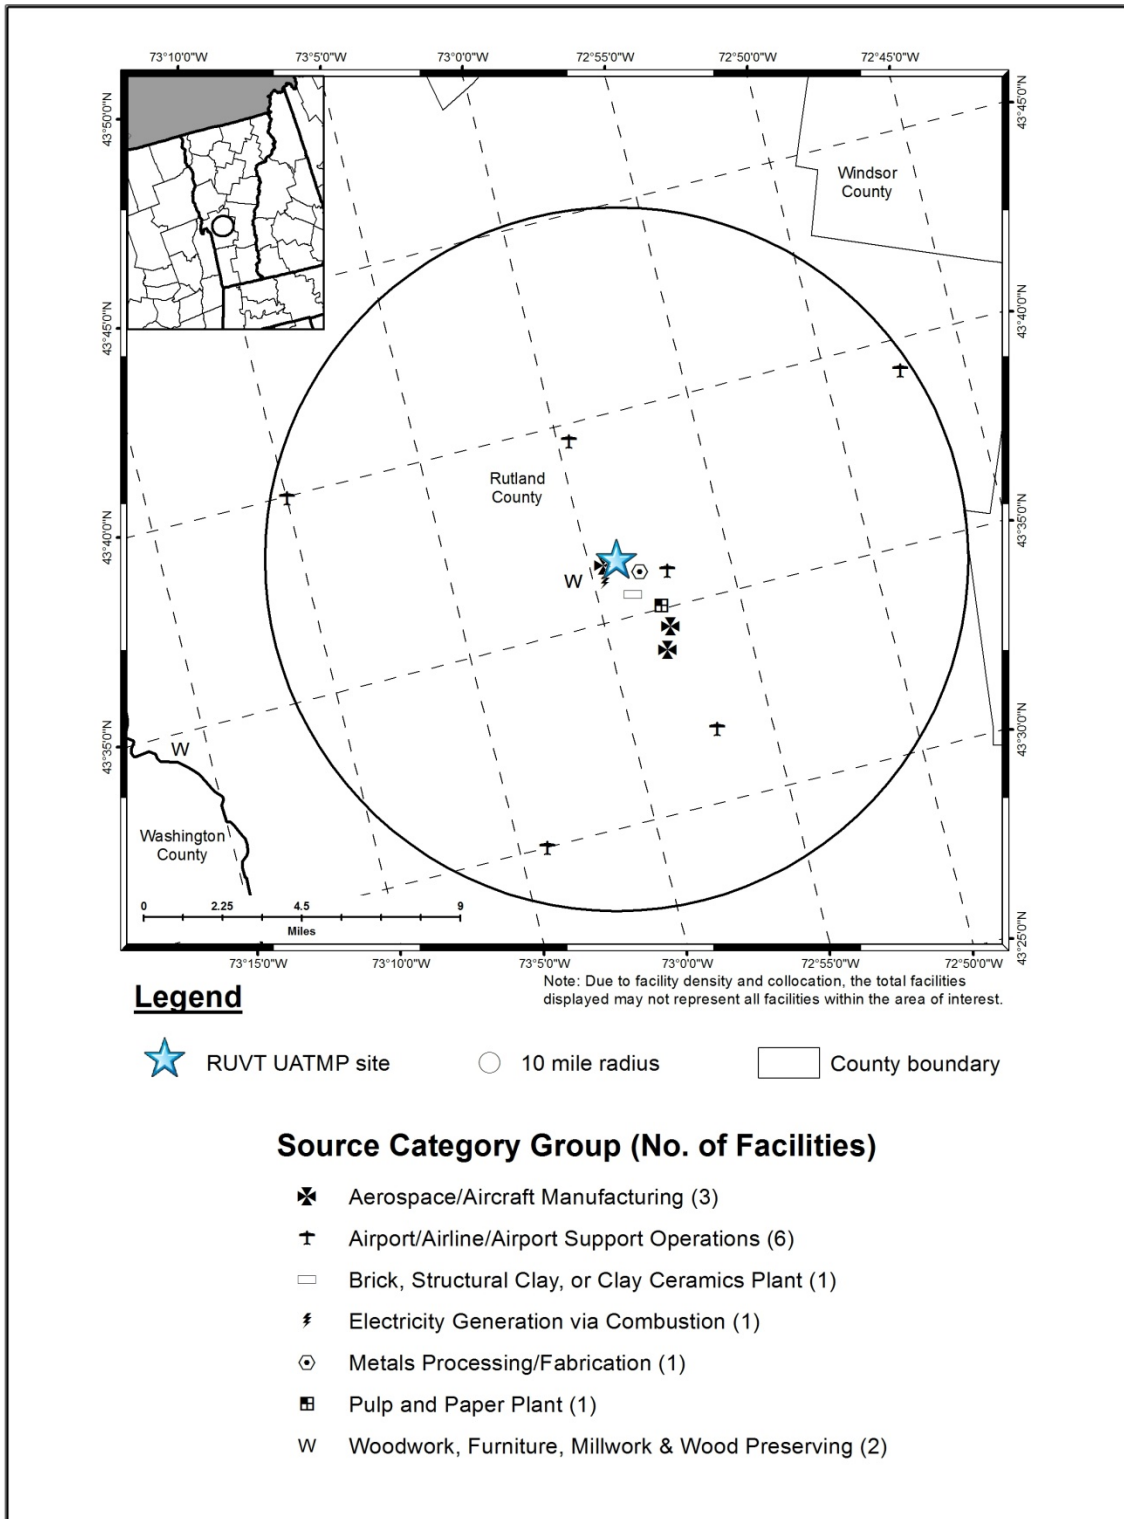 73°10'0"W 73°5'0"W 73°0'0"W 72°55'0"W 72°50'0"W 72°45'0"W
43°50'0"N
43°45'0"N
43°40'0"N
43°35'0"N
43°45'0"N
43°40'0"N
43°35'0"N
43°30'0"N
43°25'0"N
Windsor
County
Rutland
County
W
W
Washington
County
0 2.25 4.5 9
Miles
73°15'0"W 73°10'0"W 73°5'0"W 73°0'0"W 72°55'0"W 72°50'0"W
Legend
Note: Due to facility density and collocation, the total facilities
displayed may not represent all facilities within the area of interest.
RUVT UATMP site 10 mile radius County boundary
Source Category Group (No. of Facilities)
Aerospace/Aircraft Manufacturing (3)
Airport/Airline/Airport Support Operations (6)
Brick, Structural Clay, or Clay Ceramics Plant (1)
Electricity Generation via Combustion (1)
Metals Processing/Fabrication (1)
Pulp and Paper Plant (1)
W Woodwork, Furniture, Millwork & Wood Preserving (2)